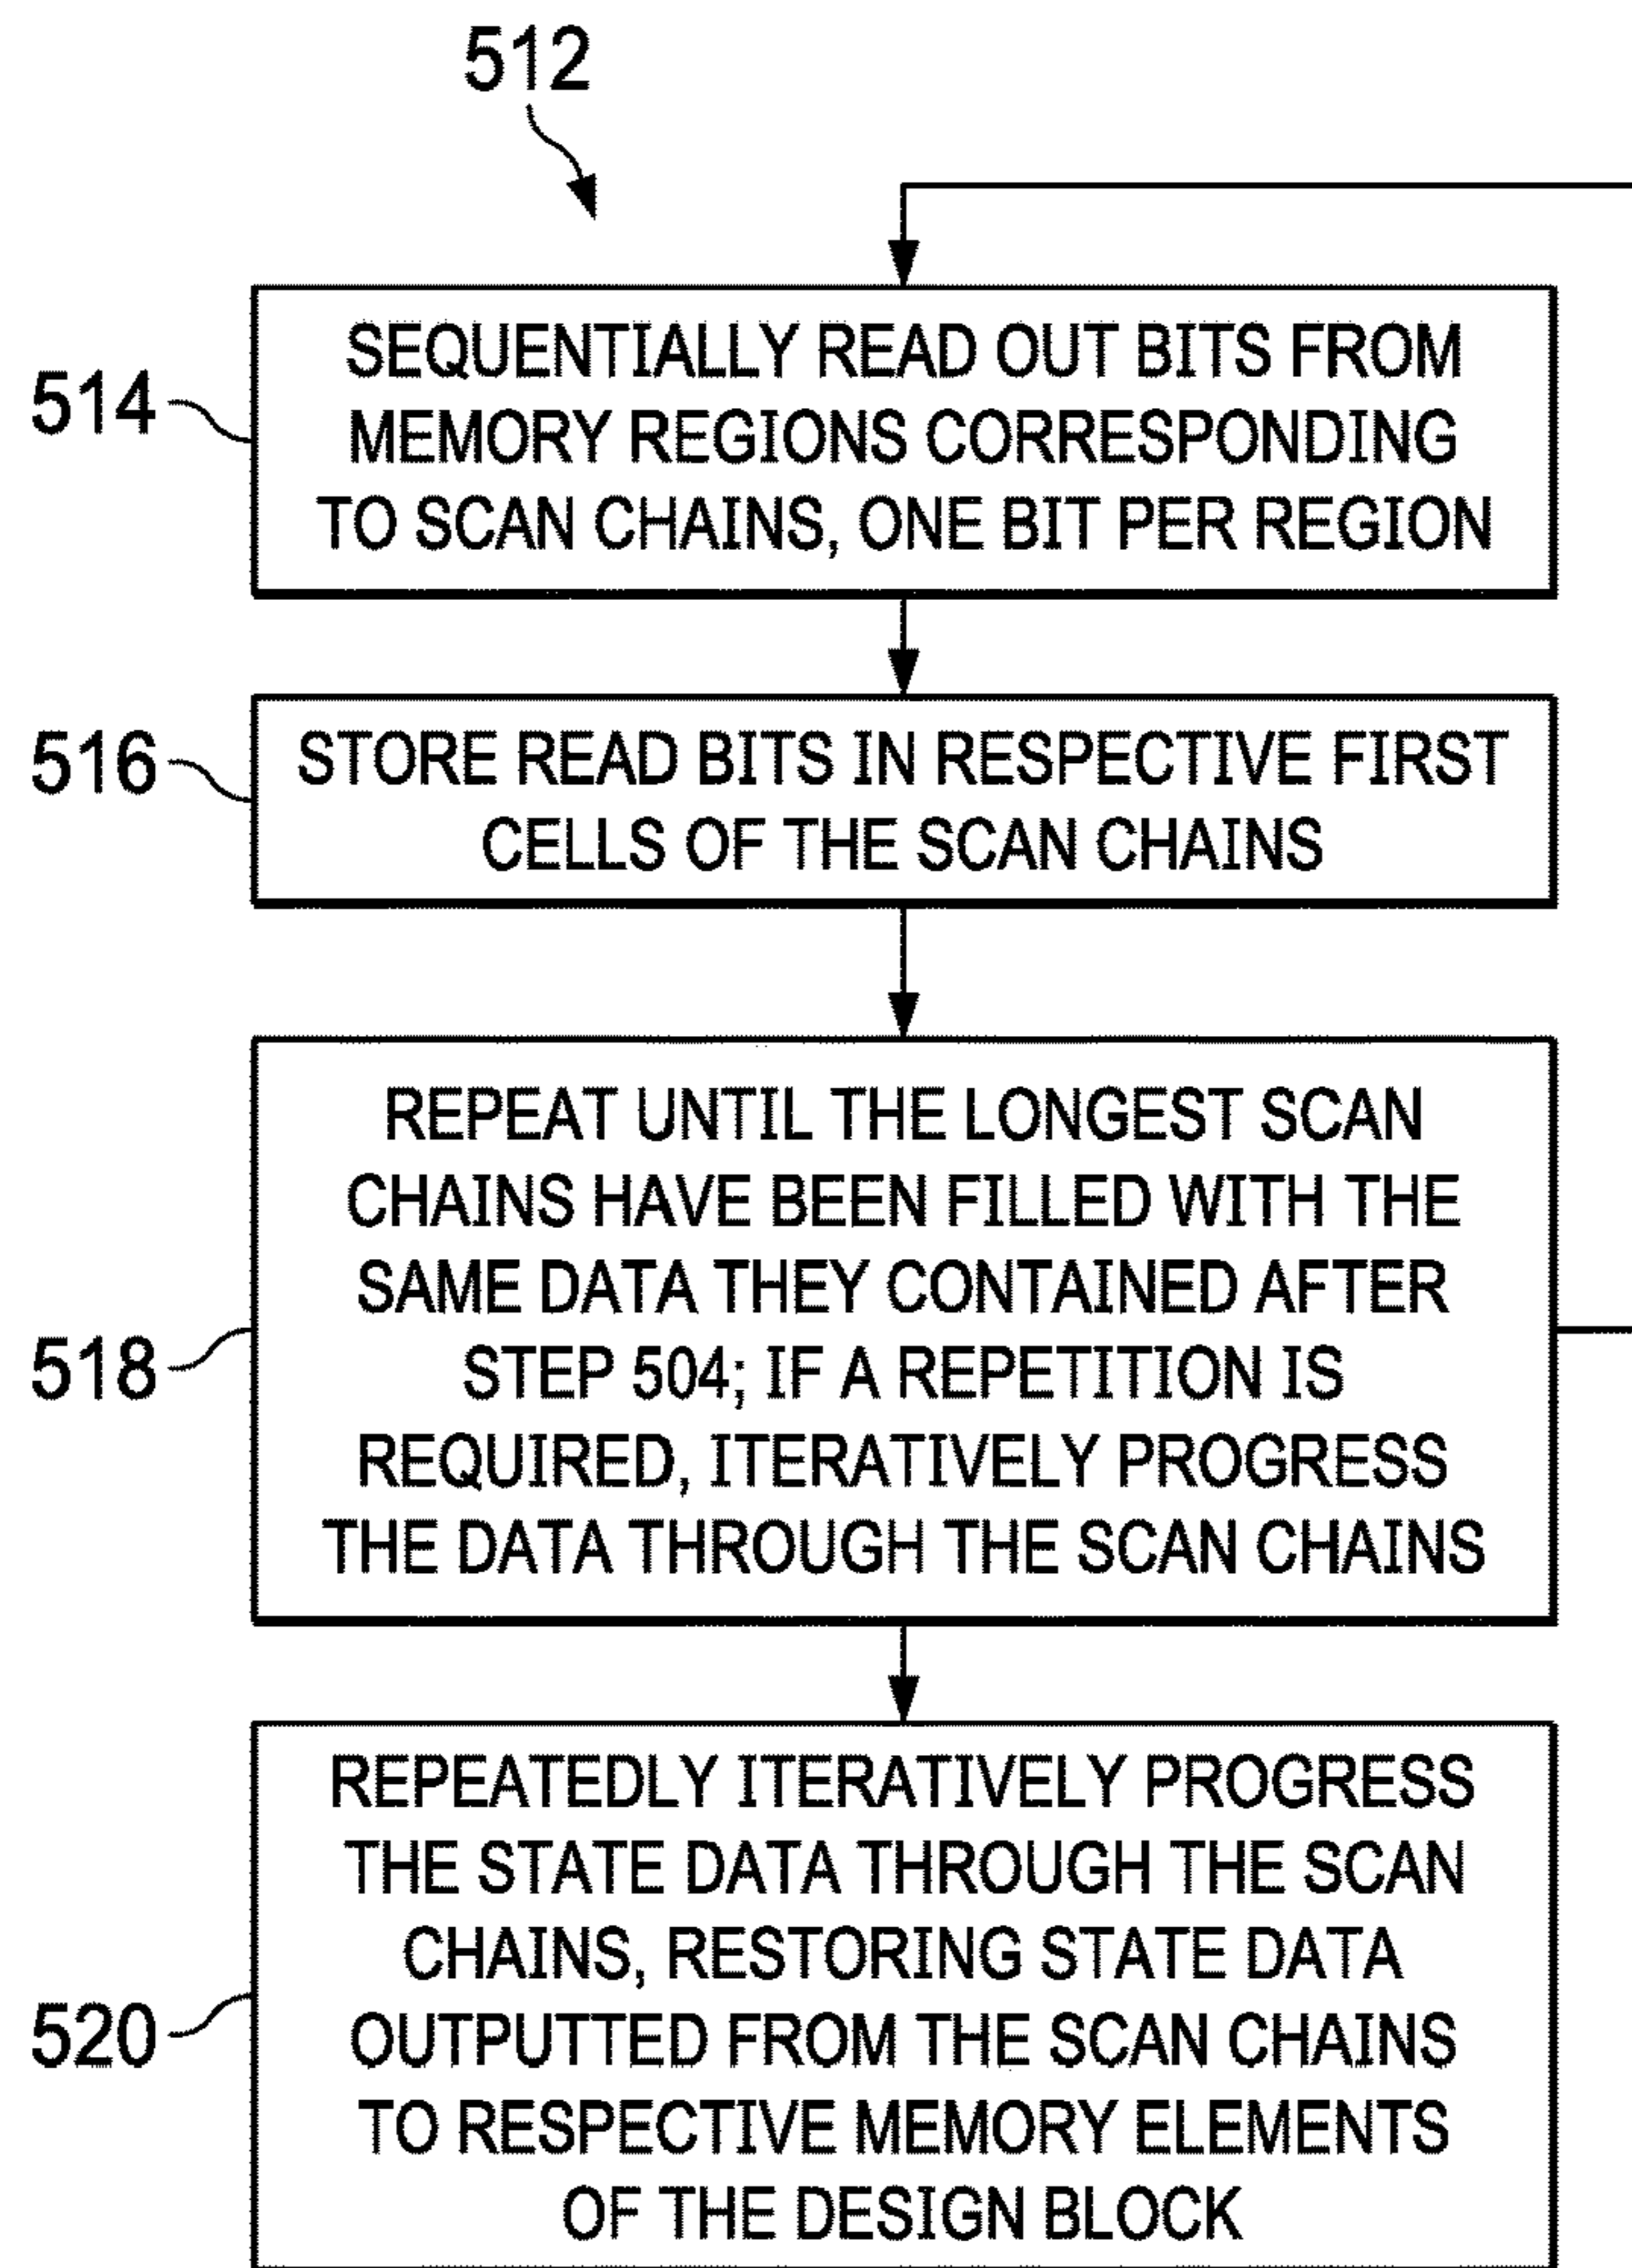 512
514
SEQUENTIALLY READ OUT BITS FROM
MEMORY REGIONS CORRESPONDING
TO SCAN CHAINS, ONE BIT PER REGION
516
STORE READ BITS IN RESPECTIVE FIRST
CELLS OF THE SCAN CHAINS
518
REPEAT UNTIL THE LONGEST SCAN
CHAINS HAVE BEEN FILLED WITH THE
SAME DATA THEY CONTAINED AFTER
STEP 504; IF A REPETITION IS
REQUIRED, ITERATIVELY PROGRESS
THE DATA THROUGH THE SCAN CHAINS
520
REPEATEDLY ITERATIVELY PROGRESS
THE STATE DATA THROUGH THE SCAN
CHAINS, RESTORING STATE DATA
OUTPUTTED FROM THE SCAN CHAINS
TO RESPECTIVE MEMORY ELEMENTS
OF THE DESIGN BLOCK